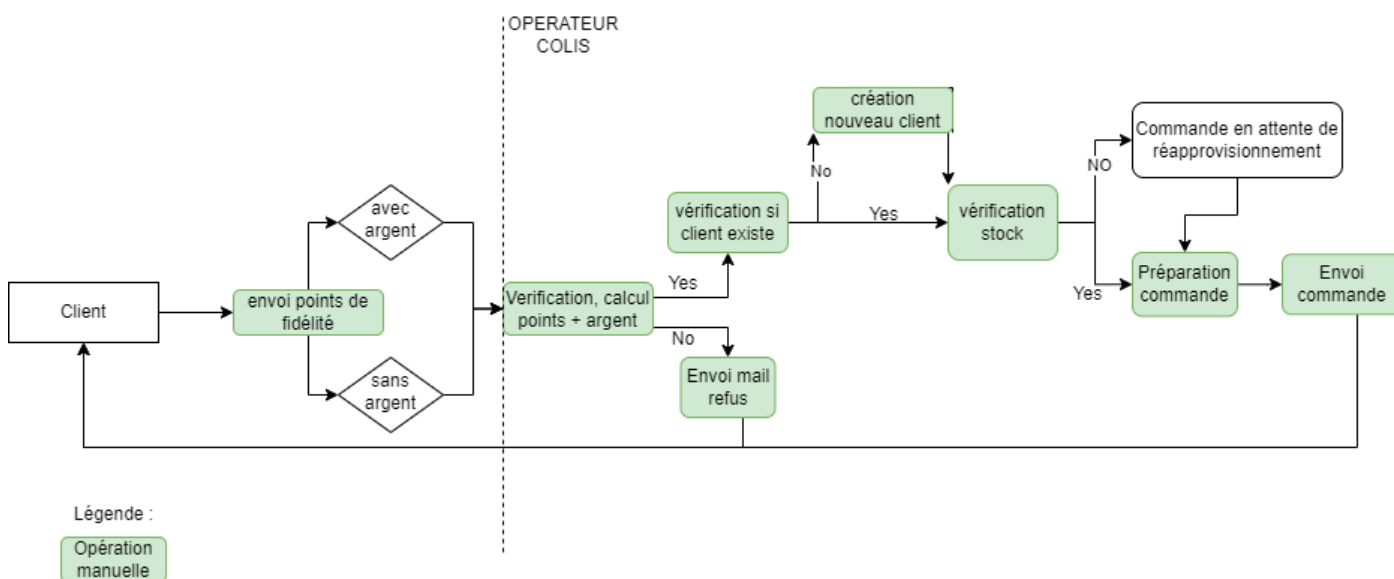 OPERATEUR
COLIS
création
nouveau client
Commande en attente de
réapprovisionnement
No
NO
avec
argent
vérification si
client existe
Yes
vérification
stock
Client
envoi points de
fidélité
Verification, calcul
points + argent
Yes
Préparation
commande
Envoi
commande
Yes
No
sans
argent
Envoi mail
refus
Légende :
Opération
manuelle